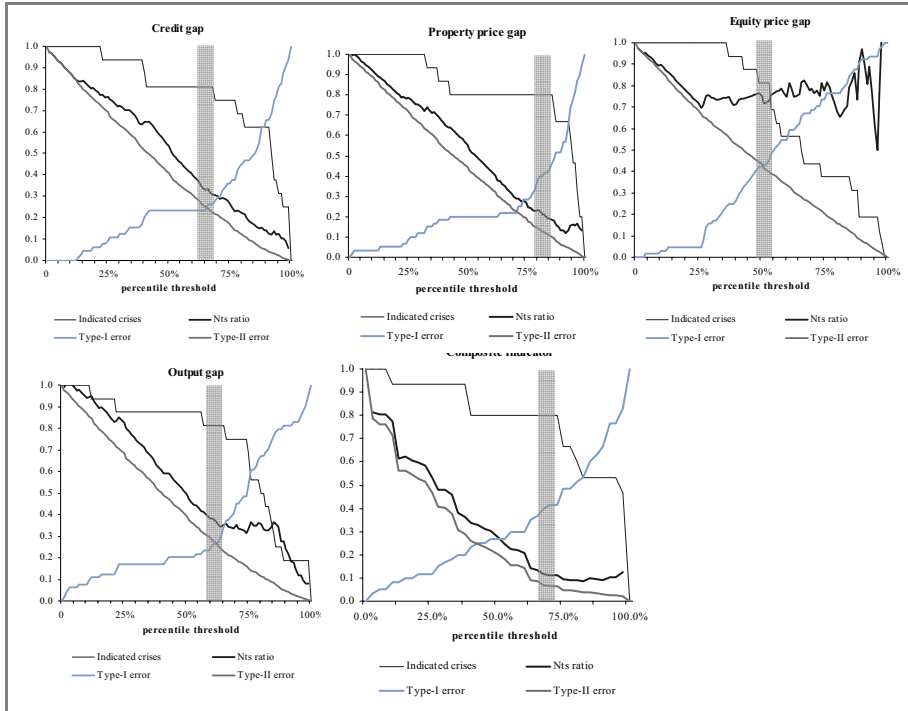 Credit gap
1.0
0.9
0.8
0.7
0.6
0.5
0.4
0.3
0.2
0.1
0.0
0 25% 50% 75% 100%
percentile threshold
Indicated crises Nts ratio
Type-I error Type-II error
Property price gap
1.0
0.9
0.8
0.7
0.6
0.5
0.4
0.3
0.2
0.1
0.0
0 25% 50% 75% 100%
percentile threshold
Indicated crises Nts ratio
Type-I error Type-II error
Equity price gap
1.0
0.9
0.8
0.7
0.6
0.5
0.4
0.3
0.2
0.1
0.0
0 25% 50% 75% 100%
percentile threshold
Indicated crises Nts ratio
Type-I error Type-II error
Output gap
1.0
0.9
0.8
0.7
0.6
0.5
0.4
0.3
0.2
0.1
0.0
0 25% 50% 75% 100%
percentile threshold
Indicated crises Nts ratio
Type-I error Type-II error
Composite indicator
1.0
0.9
0.8
0.7
0.6
0.5
0.4
0.3
0.2
0.1
0.0
0.0% 25.0% 50.0% 75.0% 100.0%
percentile threshold
Indicated crises Nts ratio
Type-I error Type-II error